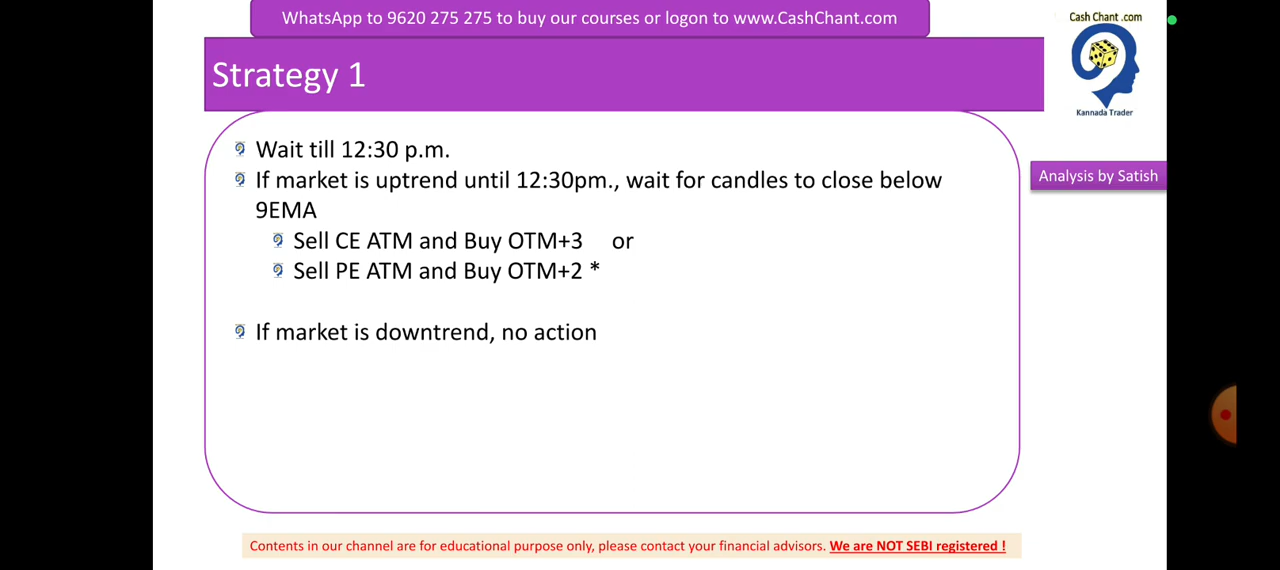 WhatsApp to 9620 275 275 to buy our courses or logon to www.CashChant.com
Cash Chant .com
Strategy 1
Kannada Trader
Wait till 12:30 p.m.
If market is uptrend until 12:30pm., wait for candles to close below
9EMA
Analysis by Satish
Sell CE ATM and Buy OTM+3 or
Sell PE ATM and Buy OTM+2 *
If market is downtrend, no action
Contents in our channel are for educational purpose only, please contact your financial advisors. We are NOT SEBI registered !